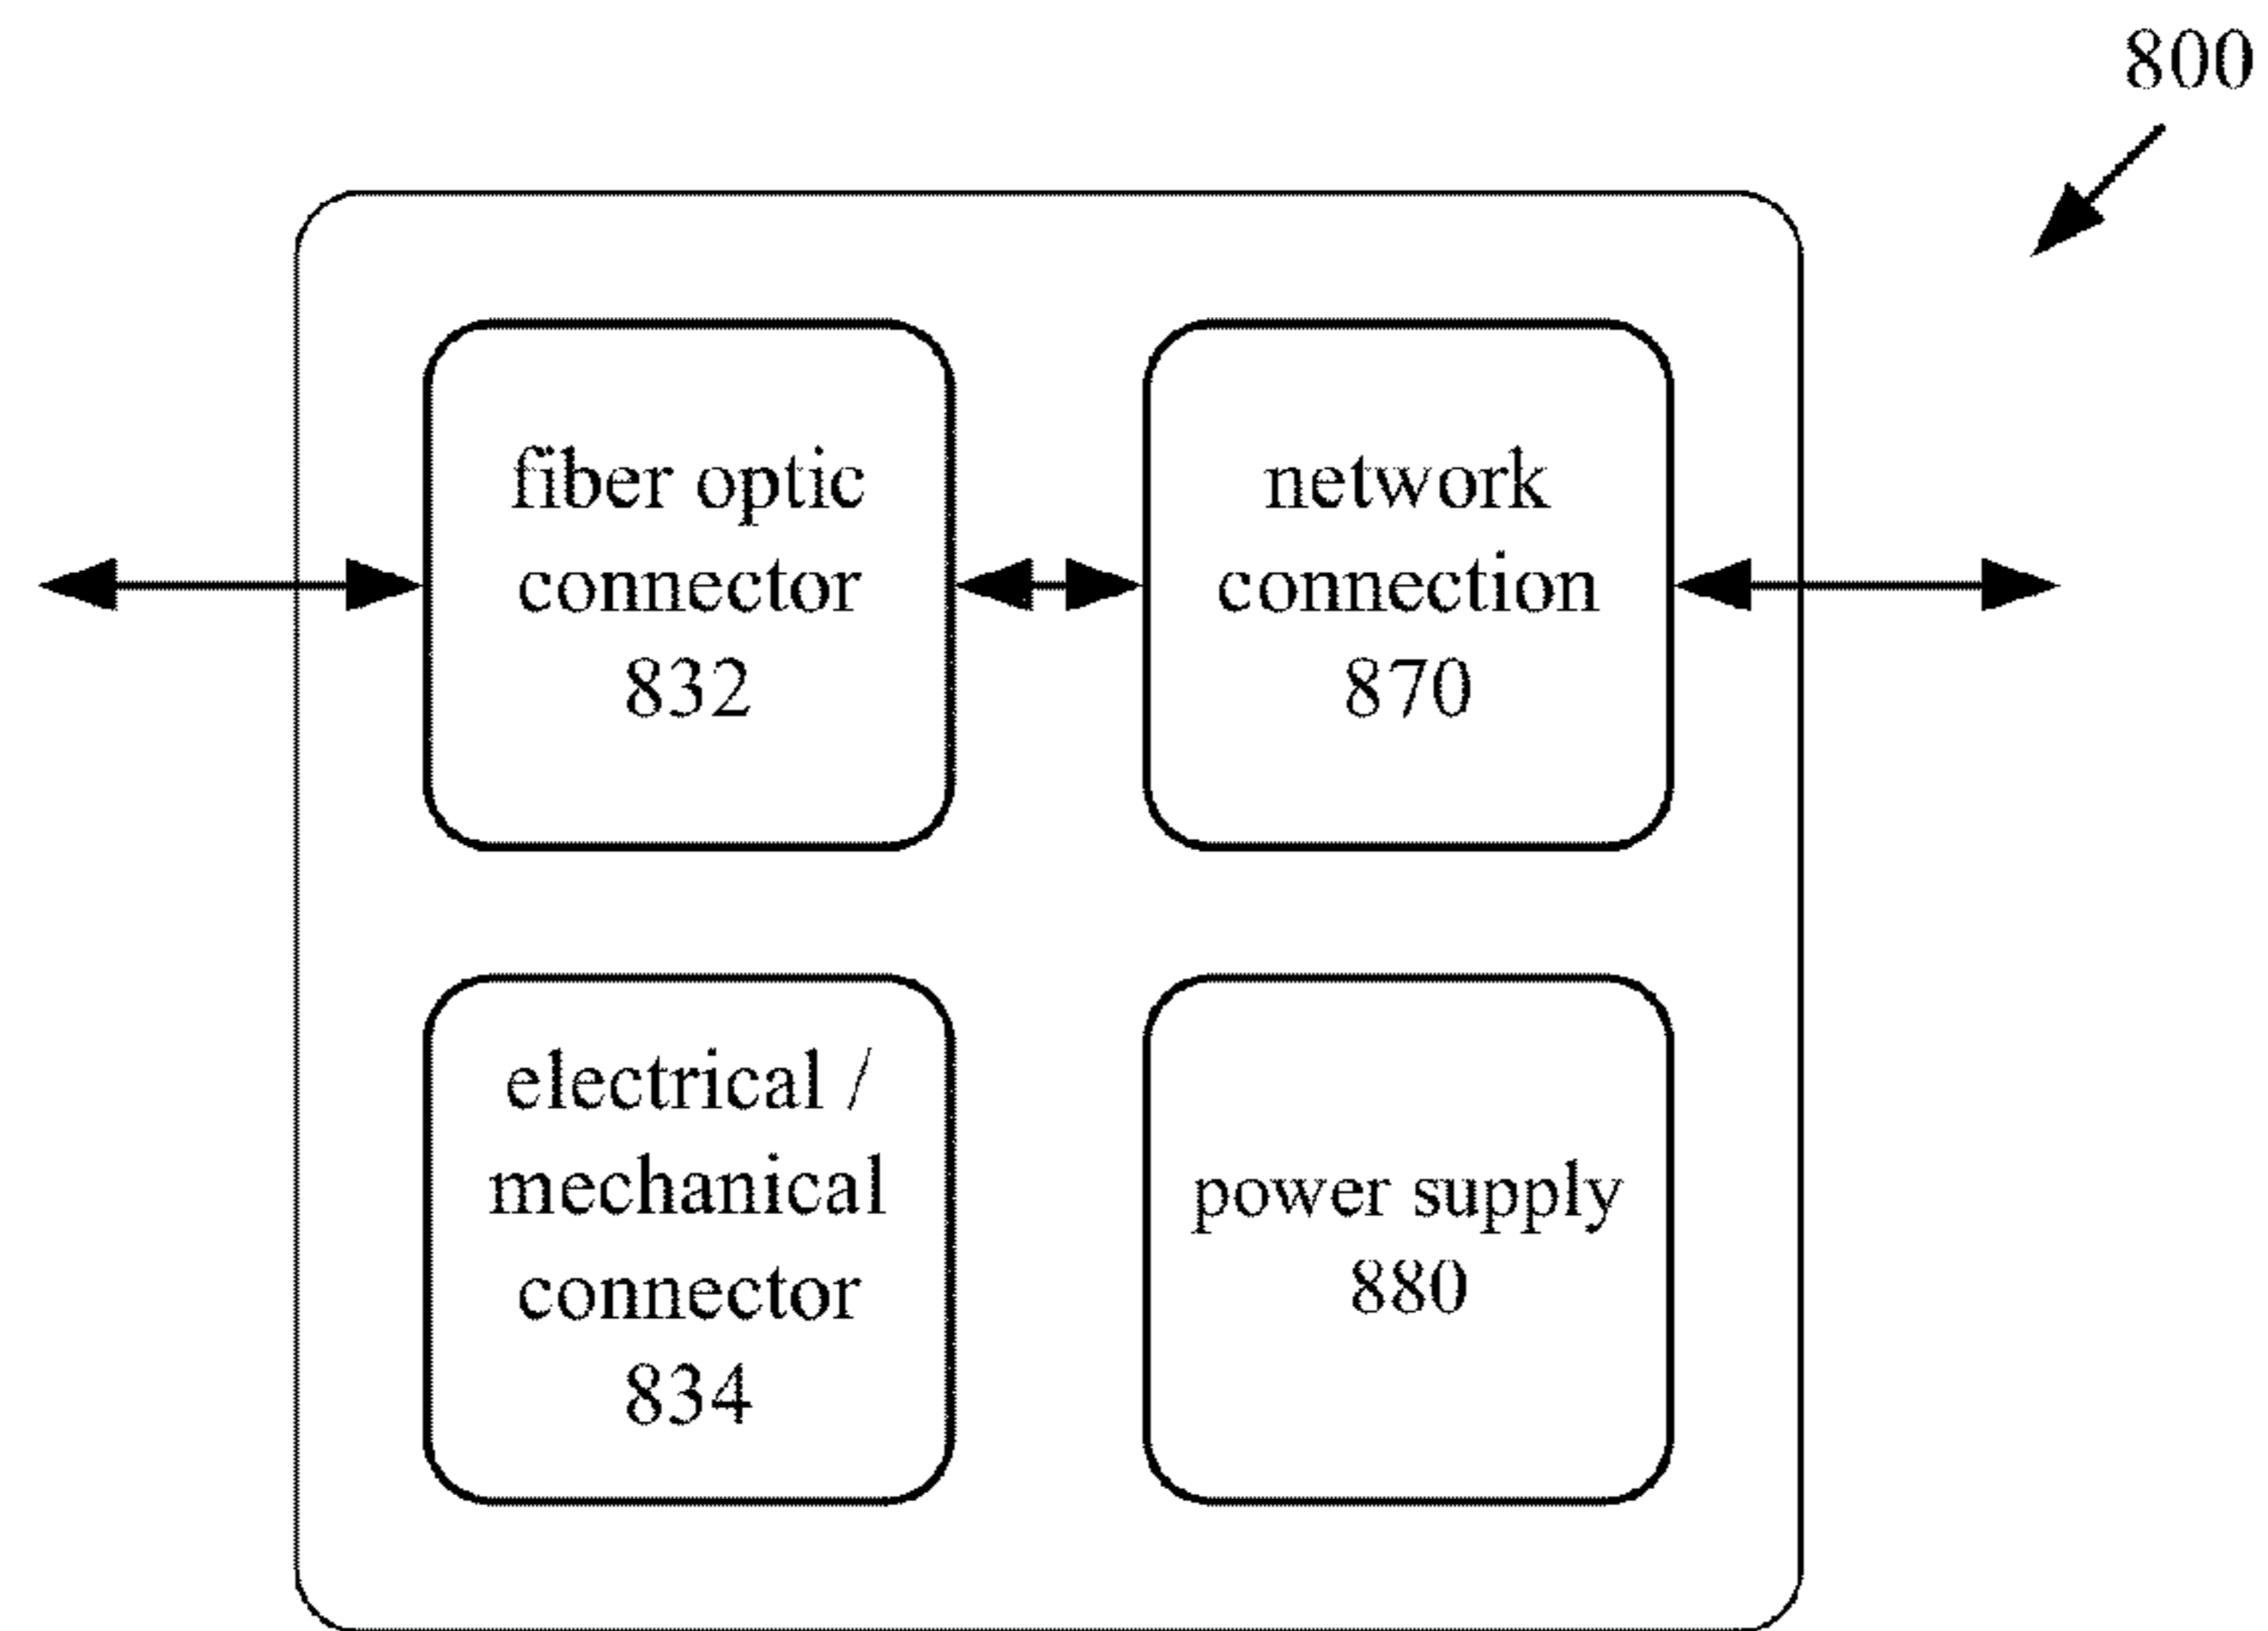 800
fiber optic
connector
832
network
connection
870
electrical /
mechanical
connector
834
power supply
880